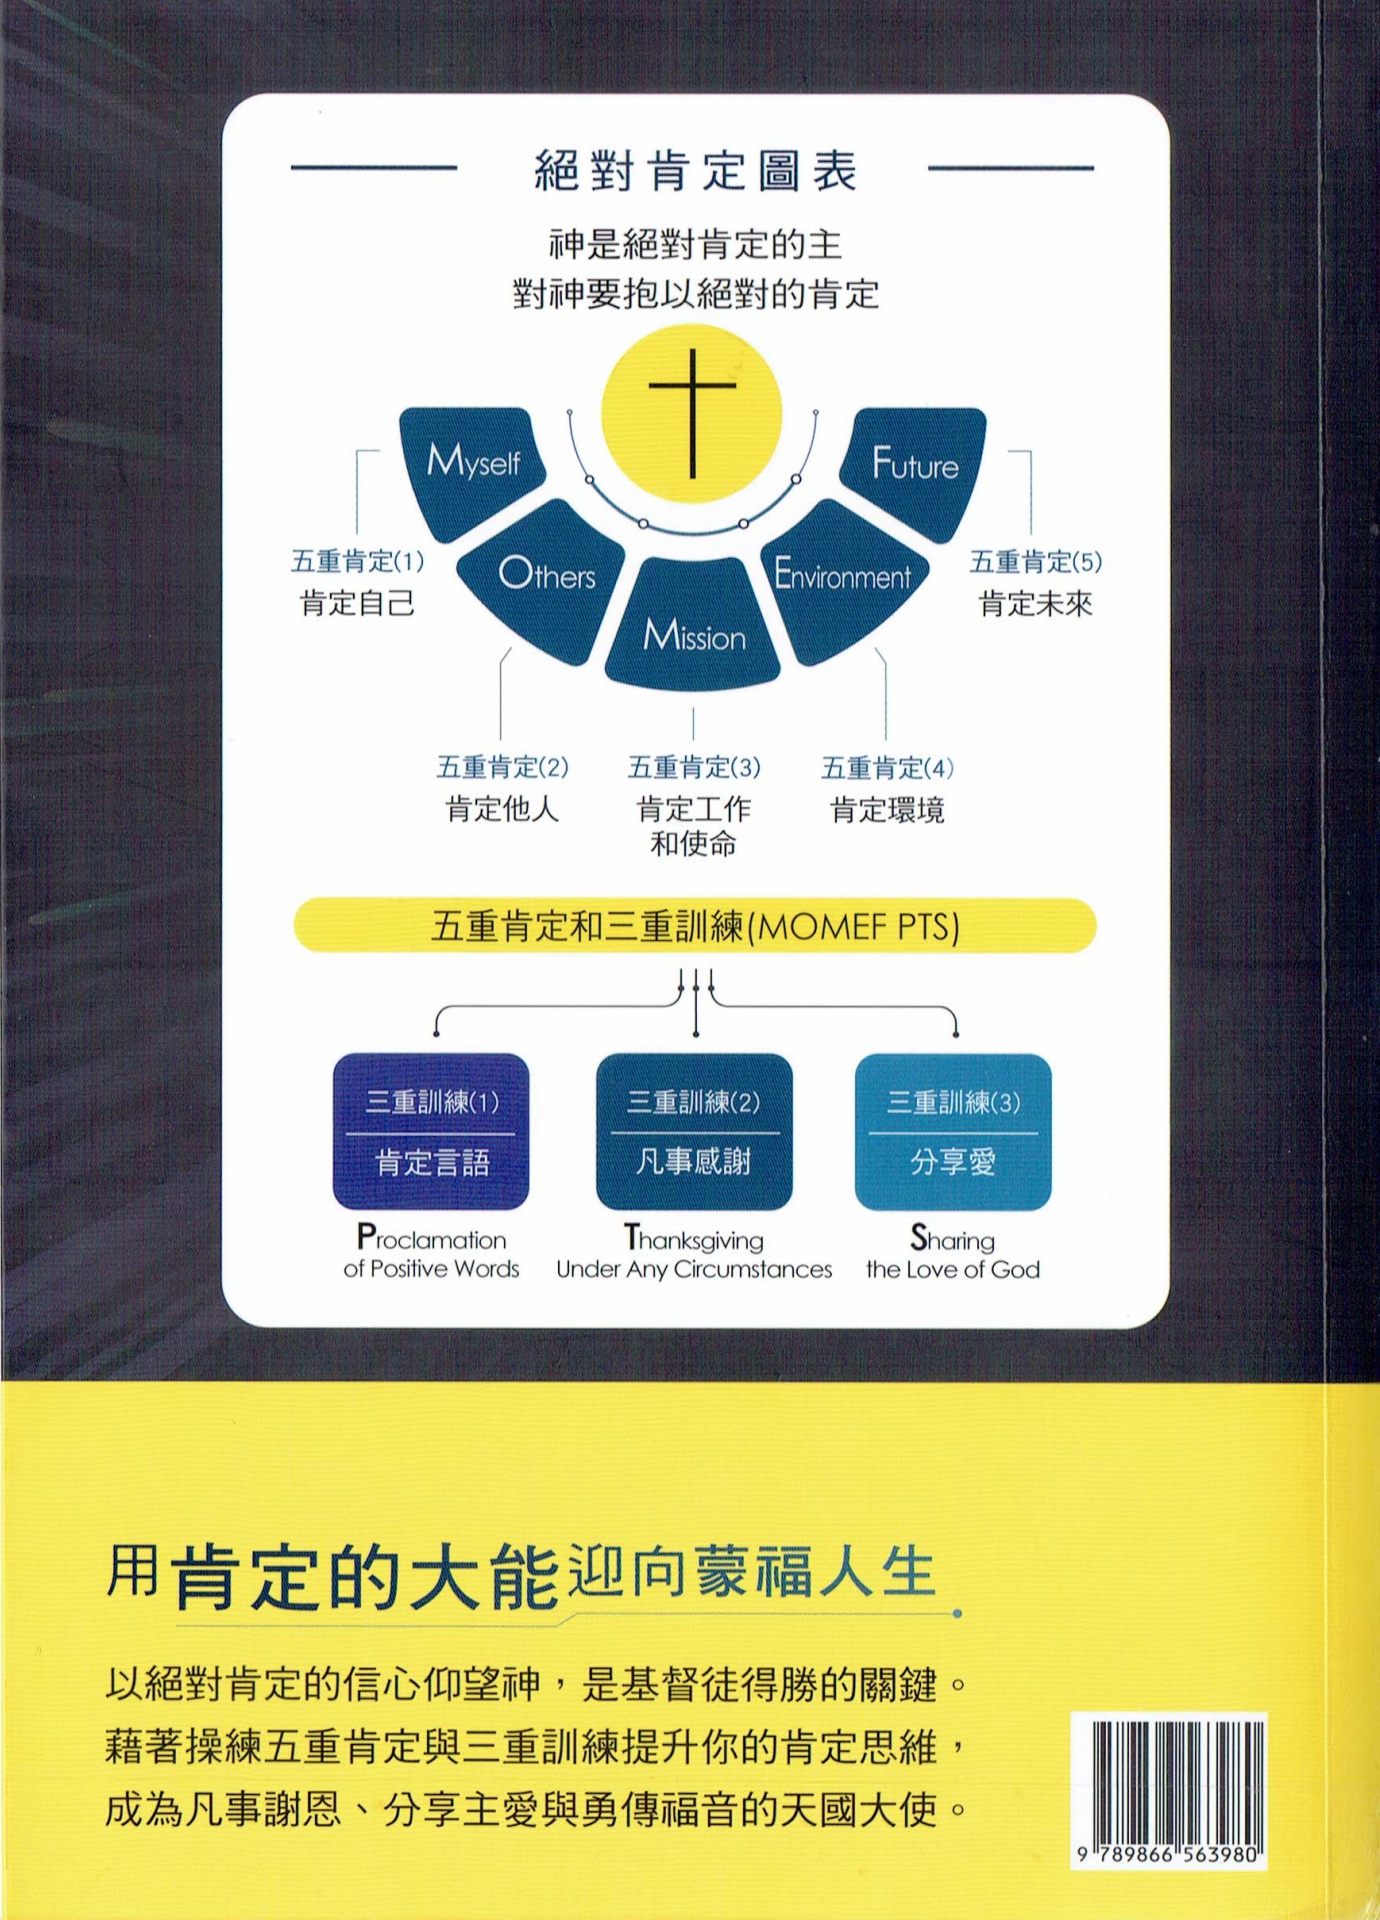 絕對肯定圖表
神是絕對肯定的主
對神要抱以絕對的肯定
Myself
Others
Mission
Environment
Future
五重肯定(1)
肯定自己
五重肯定(2)
肯定他人
五重肯定(3)
肯定工作
和使命
五重肯定(4)
肯定環境
五重肯定(5)
肯定未來
五重肯定和三重訓練(MOMEF PTS)
三重訓練(1)
肯定言語
Proclamation
of Positive Words
三重訓練(2)
凡事感謝
Thanksgiving
Under Any Circumstances
三重訓練(3)
分享愛
Sharing
the Love of God
用肯定的大能迎向蒙福人生
以絕對肯定的信心仰望神，是基督徒得勝的關鍵。
藉著操練五重肯定與三重訓練提升你的肯定思維，
成為凡事謝恩、分享主愛與勇傳福音的天國大使。
9 789866 563980